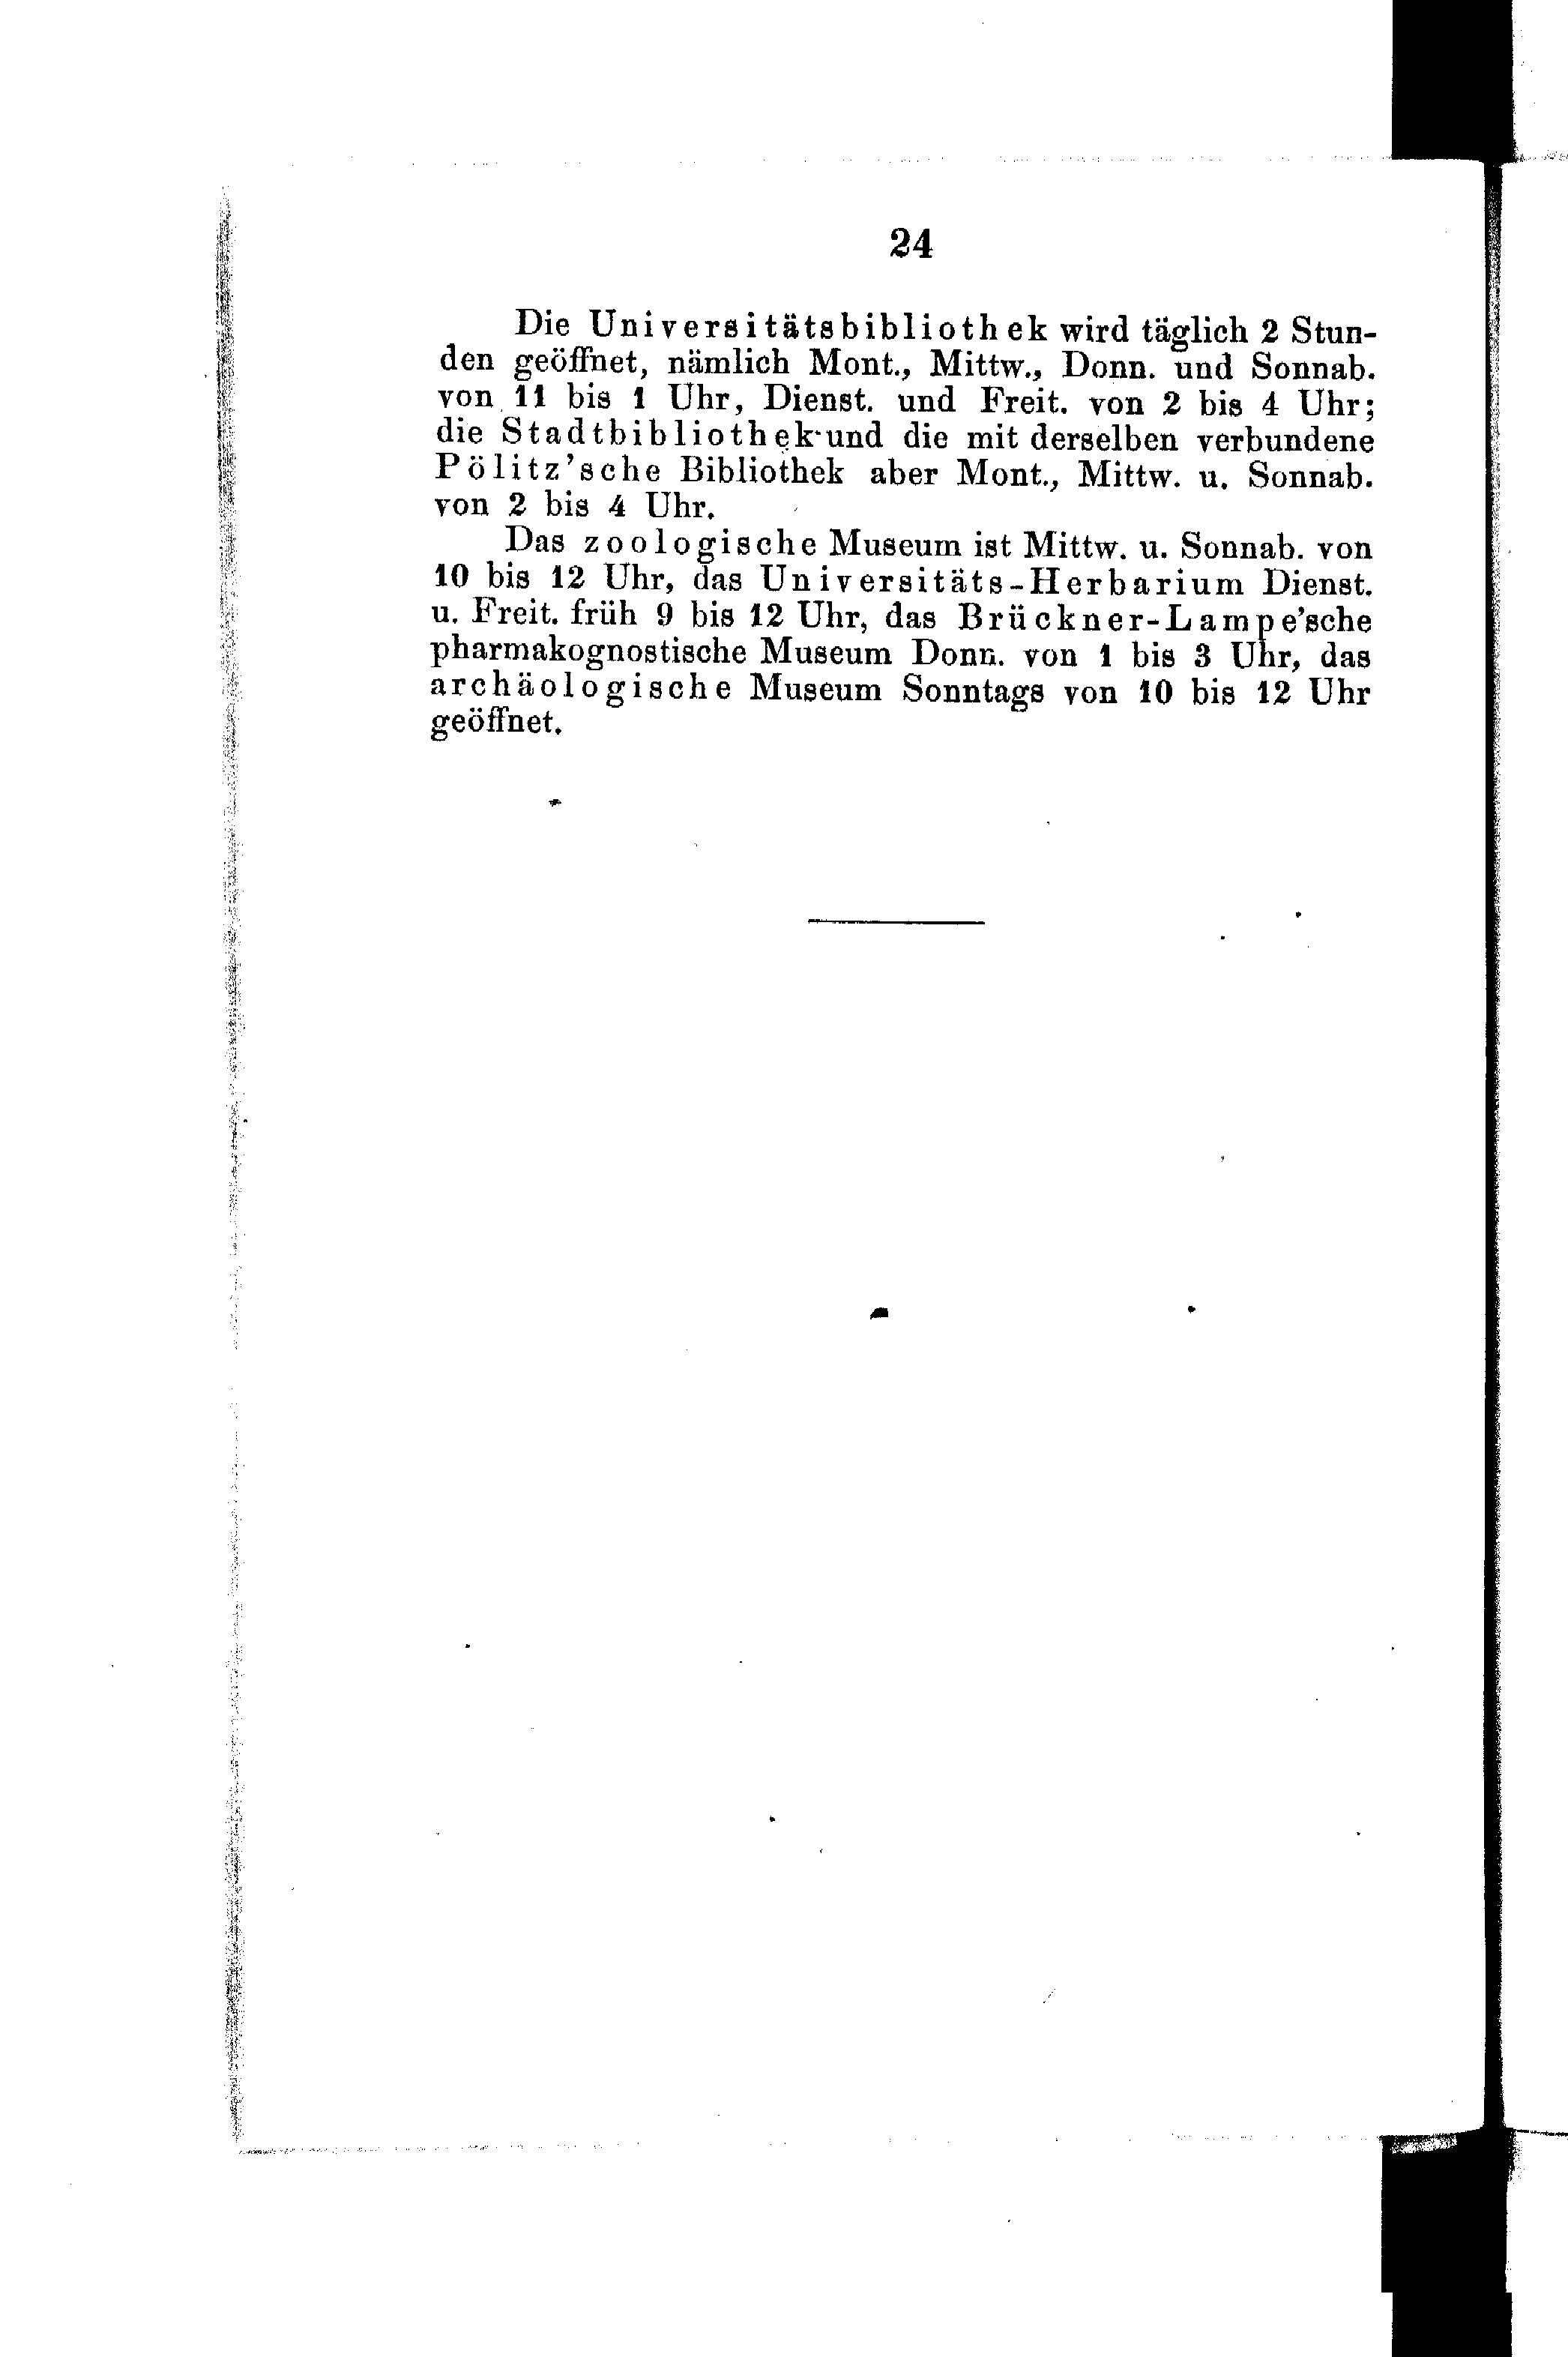 24
Die Universitätsbibliothek wird täglich 2 Stun-
den geöffnet, nämlich Mont., Mittw., Donn. und Sonnab.
von 11 bis 1 Uhr, Dienst. und Freit. von 2 bis 4 Uhr;
die Stadtbibliothek und die mit derselben verbundene
Pölitz'sche Bibliothek aber Mont., Mittw. u. Sonnab.
von 2 bis 4 Uhr.
Das zoologische Museum ist Mittw. u. Sonnab. von
10 bis 12 Uhr, das Universitäts-Herbarium Dienst.
u. Freit. früh 9 bis 12 Uhr, das Brückner-Lampe'sche
pharmakognostische Museum Donn. von 1 bis 3 Uhr, das
archäologische Museum Sonntags von 10 bis 12 Uhr
geöffnet.